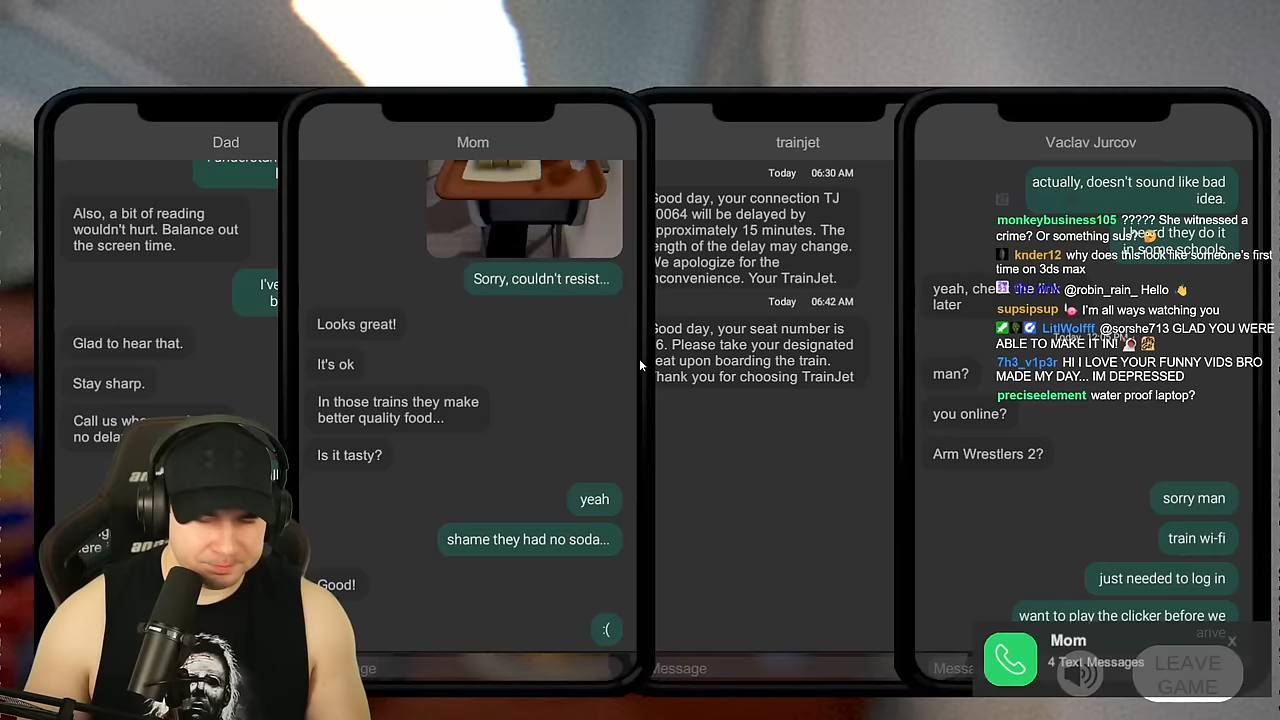 Dad
Also, a bit of reading
wouldn't hurt. Balance out
the screen time.
I've
Glad to hear that.
Stay sharp.
Call us
no
Mom
Sorry, couldn't resist...
Looks great!
It's ok
In those trains they make
better quality food...
Is it tasty?
yeah
shame they had no soda...
Good!
:(
trainjet
Today 06:30 AM
ood day, your connection TJ
0064 will be delayed by
pproximately 15 minutes. The
ength of the delay may change.
We apologize for the
nconvenience. Your TrainJet.
Today 06:42 AM
ood day, your seat number is
6. Please take your designated
eat upon boarding the train.
hank you for choosing TrainJet
Message
Vaclav Jurcov
actually, doesn't sound like bad
idea.
I heard they do it
in some schools
yeah,
later
man?
you online?
Arm Wrestlers 2?
sorry man
train wi-fi
just needed to log in
want to play the clicker before we
arive
monkeybusiness105 ????? She witnessed a
crime? Or something sus?
knder12 why does this look like someone's first
time on 3ds max
@robin_rain_ Hello
supsipsup I'm all ways watching you
LitlWolfff @sorshe713 GLAD YOU WERE
ABLE TO MAKE IT IN!
7h3_v1p3r HI I LOVE YOUR FUNNY VIDS BRO
MADE MY DAY... IM DEPRESSED
preciseelement water proof laptop?
Mom
x
4 Text Messages
LEAVE
GAME